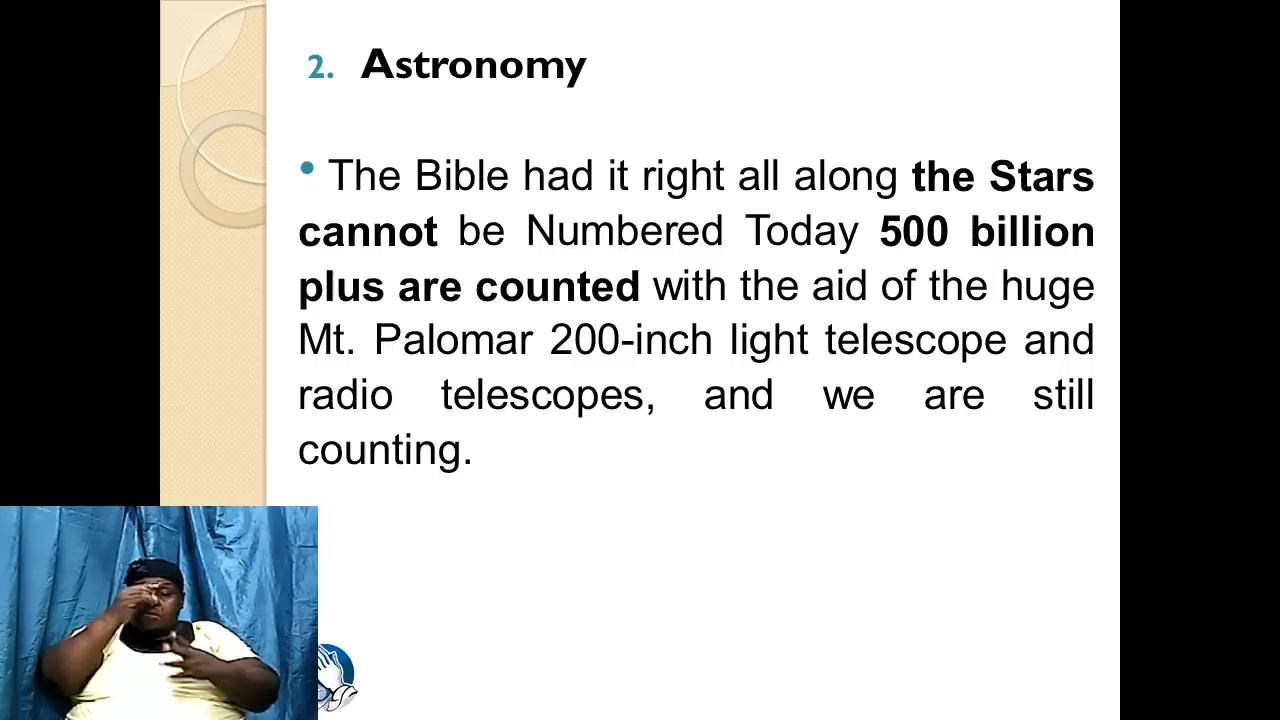 2. Astronomy
• The Bible had it right all along the Stars
cannot be Numbered Today 500 billion
plus are counted with the aid of the huge
Mt. Palomar 200-inch light telescope and
radio telescopes, and we are still
counting.